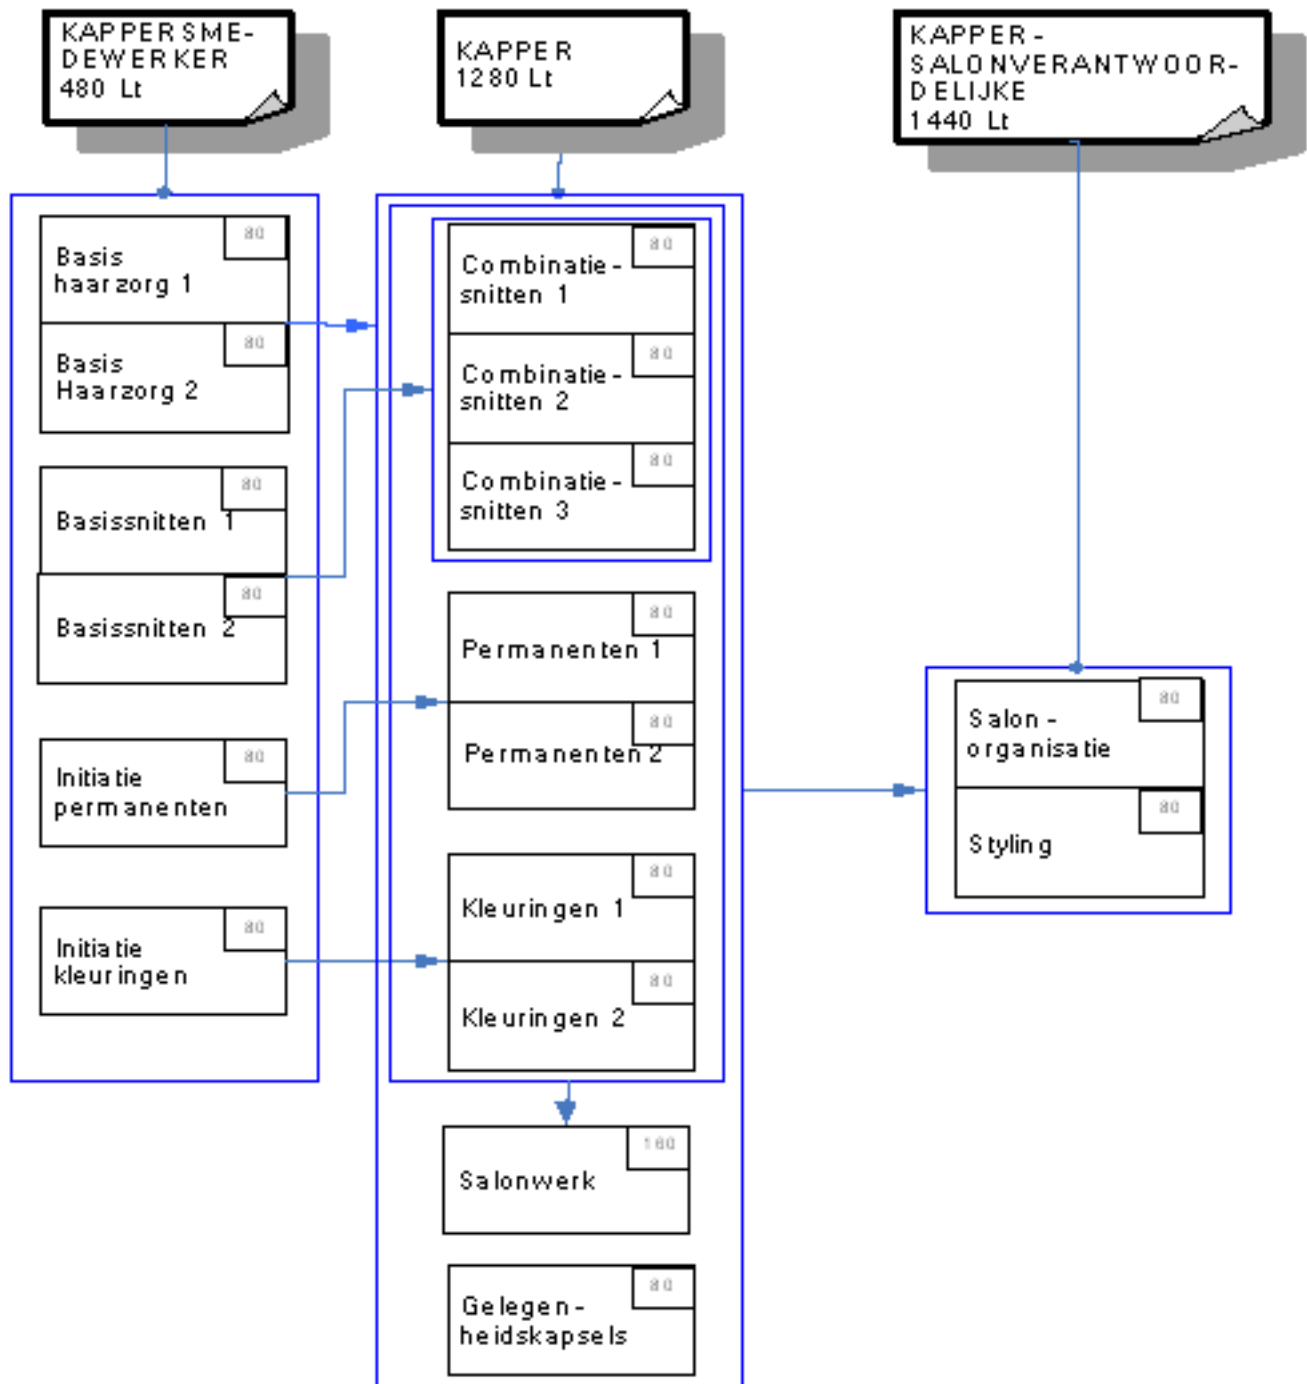 KAPPERSME-
DEWERKER
480 Lt
KAPPER
1280 Lt
KAPPER-
SALONVERANTWOOR-
DELIJKE
1440 Lt
80
Basis
haarzorg 1
80
Basis
Haarzorg 2
80
Basissnitten 1
80
Basissnitten 2
80
Initiatie
permanenten
80
Initiatie
kleuringen
80
Combinatie-
snitten 1
80
Combinatie-
snitten 2
80
Combinatie-
snitten 3
80
Permanenten 1
80
Permanenten 2
80
Kleuringen 1
80
Kleuringen 2
160
Salonwerk
80
Gelegen-
heidskapsels
80
Salon-
organisatie
80
Styling